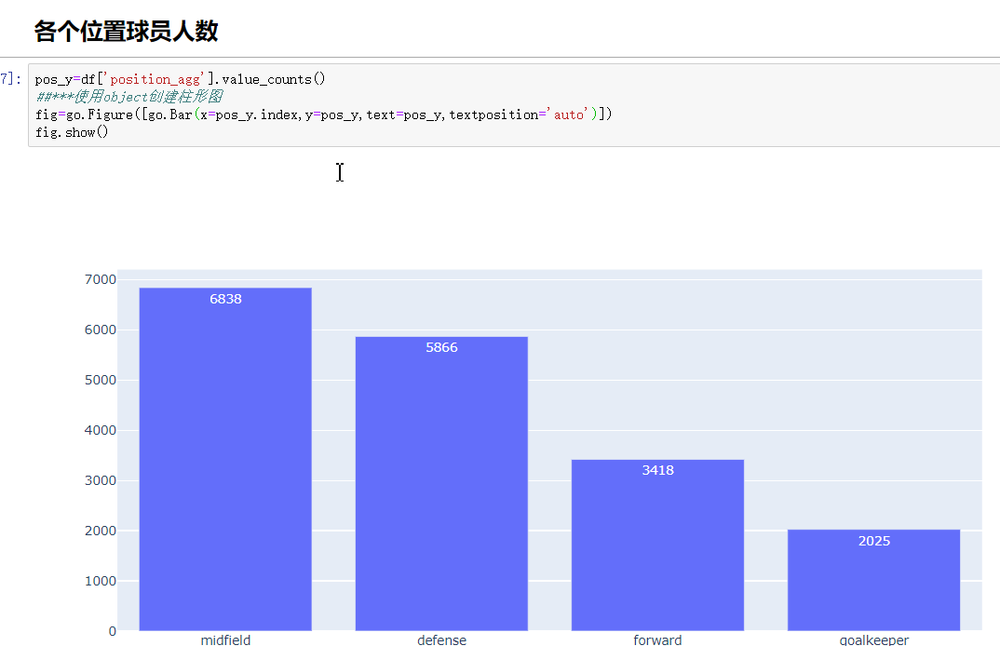 各个位置球员人数
7]:
pos_y=df['position_agg'].value_counts()
##***使用object创建柱形图
fig=go.Figure([go.Bar(x=pos_y.index,y=pos_y,text=pos_y,textposition='auto')])
fig.show()
7000
6000
5000
4000
3000
2000
1000
0
6838
5866
3418
2025
midfield
defense
forward
goalkeeper